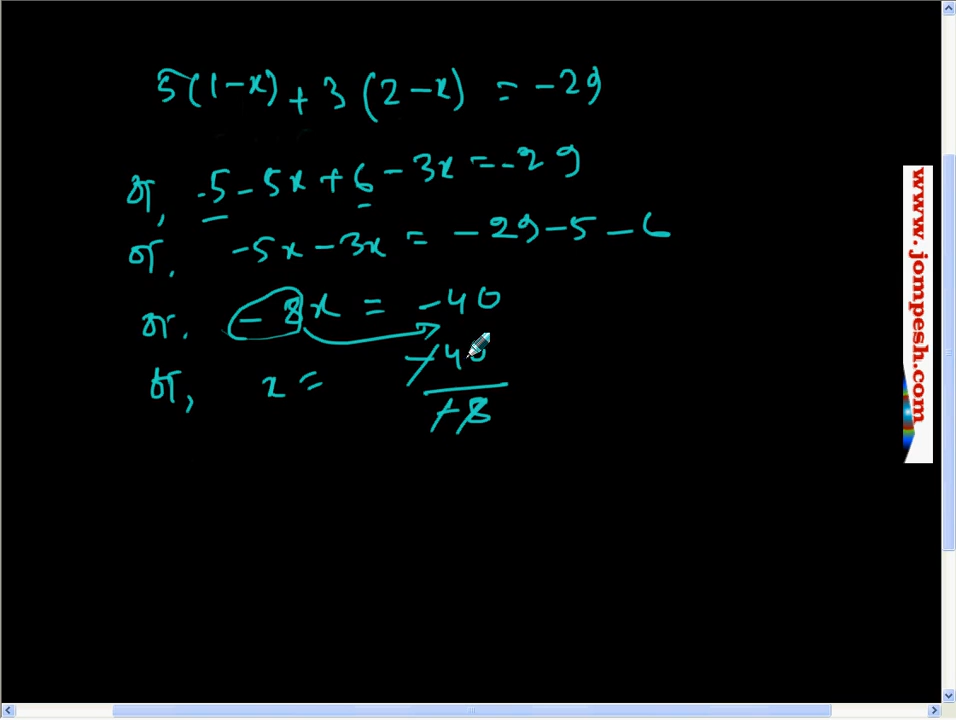 5(1-x) + 3(2-x) = -29
or, 5 - 5x + 6 - 3x = -29
or. -5x - 3x = -29 - 5 - 6
or. -8x = -40
or, x = -40/-8
www.jompesh.com